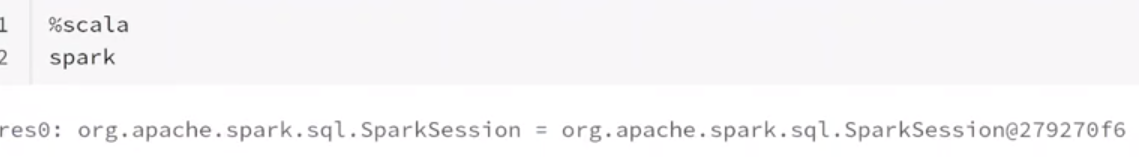 1 %scala
2 spark
res0: org.apache.spark.sql.SparkSession = org.apache.spark.sql.SparkSession@279270f6